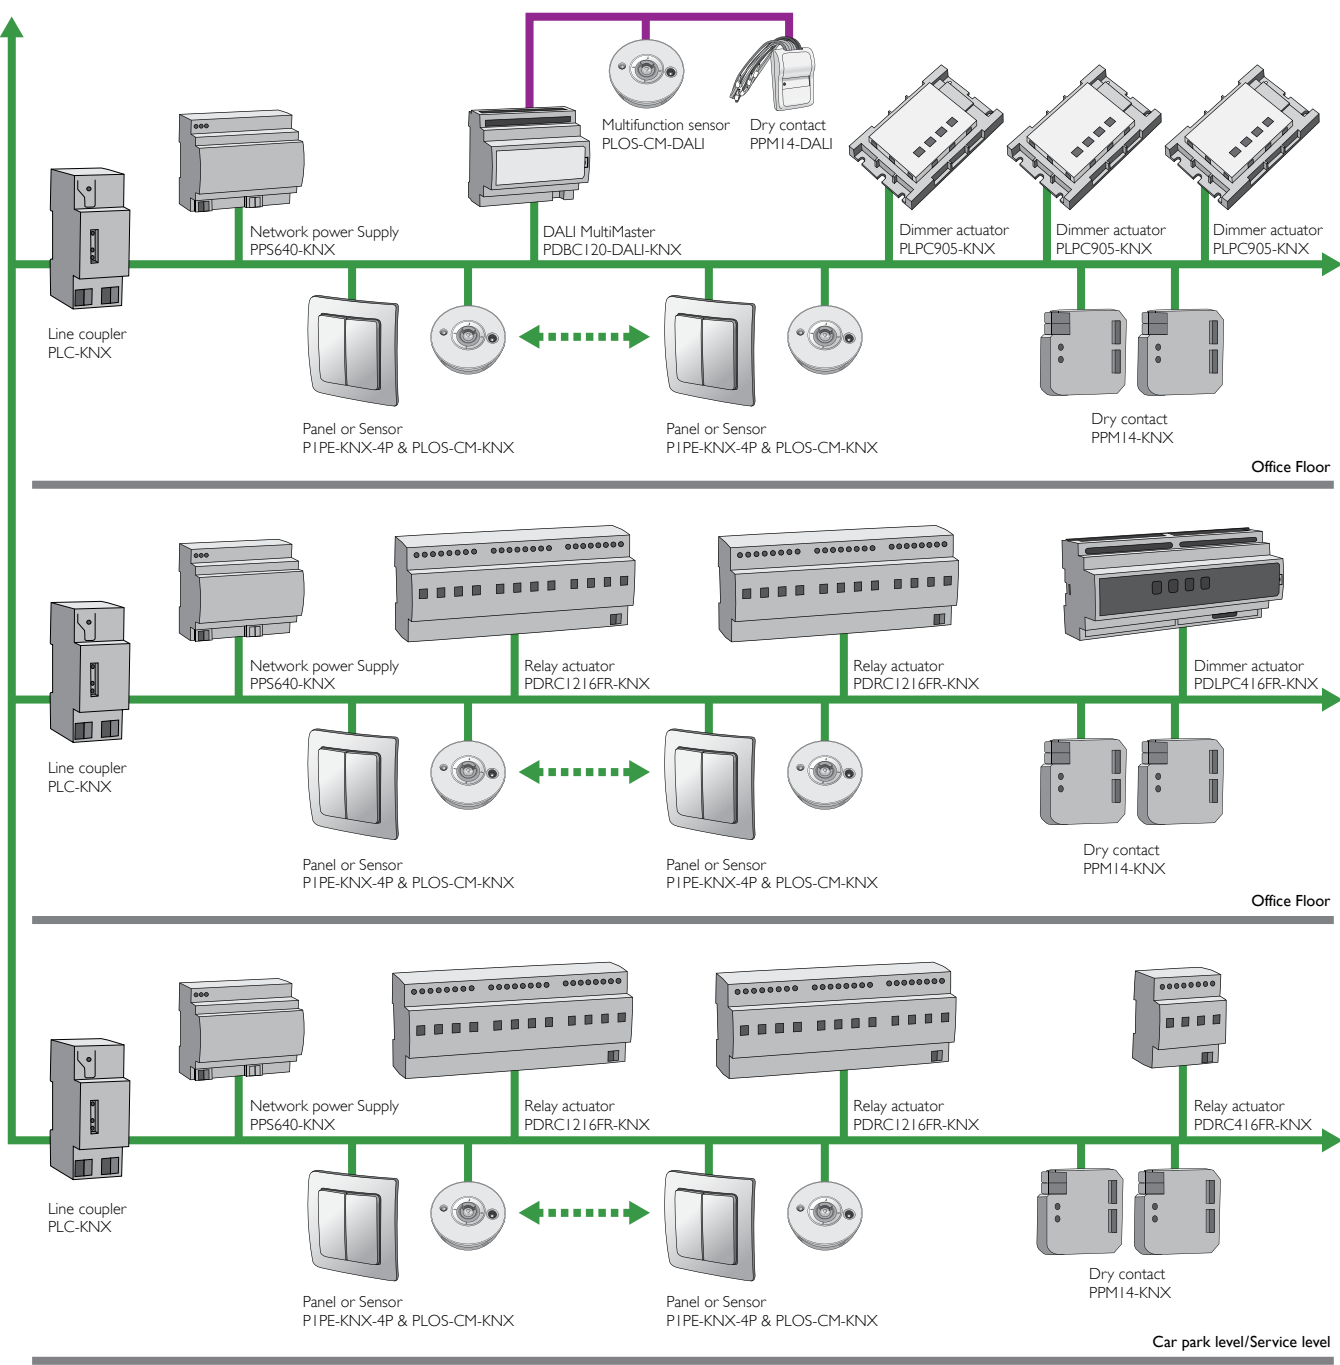 Multifunction sensor
PLOS-CM-DALI
Dry contact
PPM14-DALI
Network power Supply
PPS640-KNX
DALI MultiMaster
PDBC120-DALI-KNX
Dimmer actuator
PLPC905-KNX
Dimmer actuator
PLPC905-KNX
Dimmer actuator
PLPC905-KNX
Line coupler
PLC-KNX
Panel or Sensor
P1PE-KNX-4P & PLOS-CM-KNX
Panel or Sensor
P1PE-KNX-4P & PLOS-CM-KNX
Dry contact
PPM14-KNX
Office Floor
Network power Supply
PPS640-KNX
Relay actuator
PDRC1216FR-KNX
Relay actuator
PDRC1216FR-KNX
Dimmer actuator
PDLPC416FR-KNX
Line coupler
PLC-KNX
Panel or Sensor
P1PE-KNX-4P & PLOS-CM-KNX
Panel or Sensor
P1PE-KNX-4P & PLOS-CM-KNX
Dry contact
PPM14-KNX
Office Floor
Network power Supply
PPS640-KNX
Relay actuator
PDRC1216FR-KNX
Relay actuator
PDRC1216FR-KNX
Relay actuator
PDRC416FR-KNX
Line coupler
PLC-KNX
Panel or Sensor
P1PE-KNX-4P & PLOS-CM-KNX
Panel or Sensor
P1PE-KNX-4P & PLOS-CM-KNX
Dry contact
PPM14-KNX
Car park level/Service level